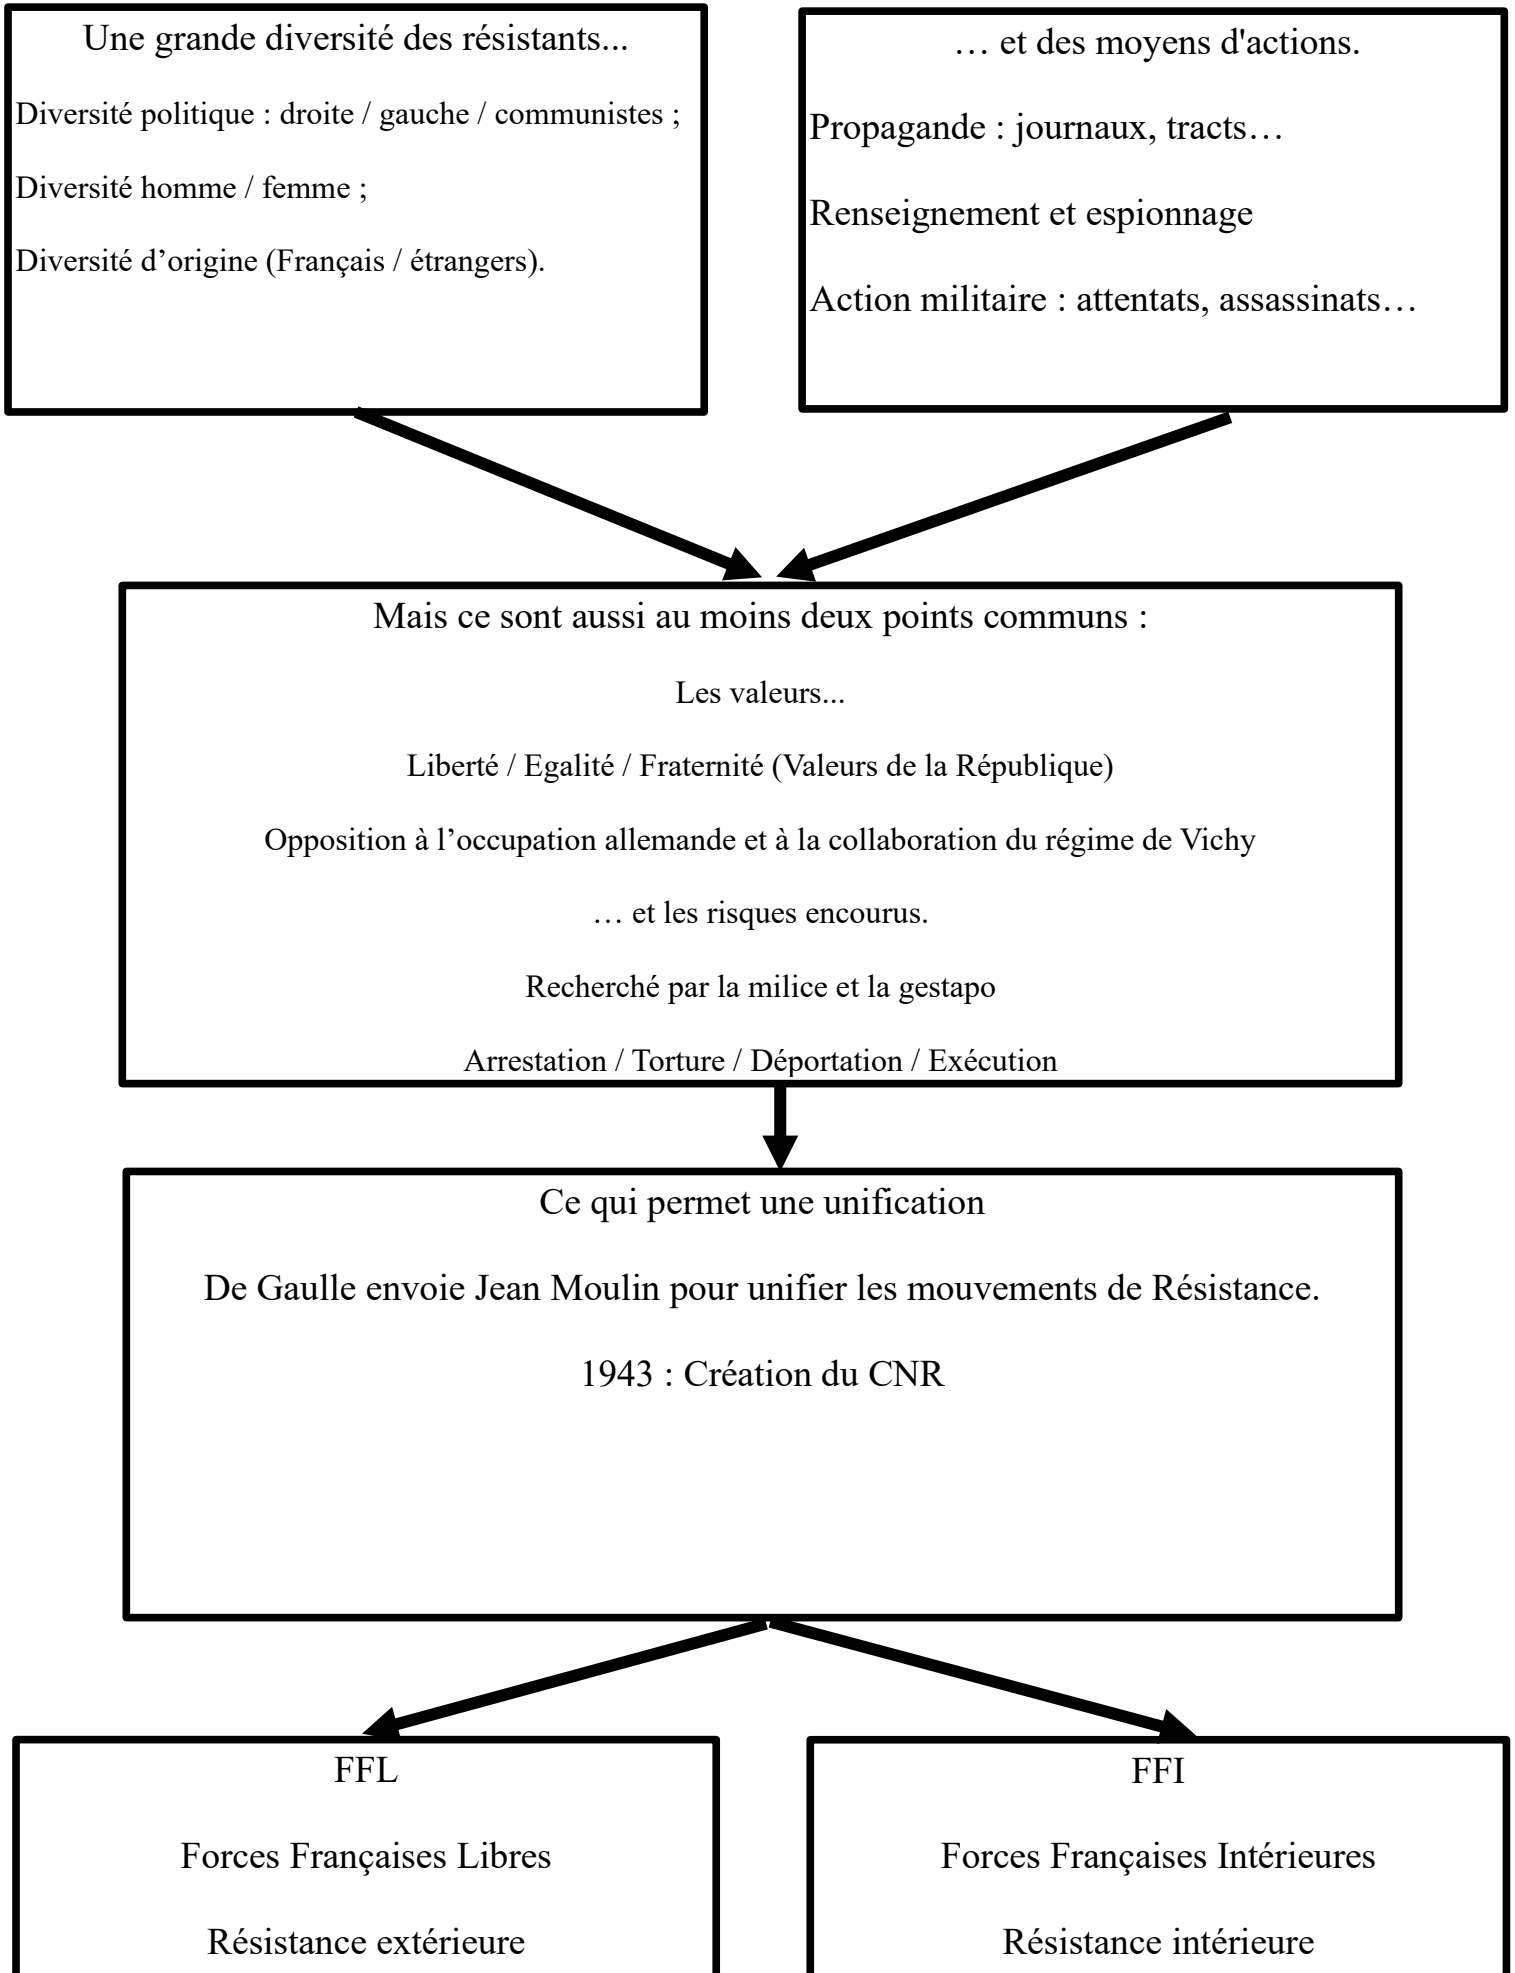 Une grande diversité des résistants...
Diversité politique : droite / gauche / communistes ;
Diversité homme / femme ;
Diversité d’origine (Français / étrangers).
… et des moyens d'actions.
Propagande : journaux, tracts…
Renseignement et espionnage
Action militaire : attentats, assassinats…
Mais ce sont aussi au moins deux points communs :
Les valeurs...
Liberté / Egalité / Fraternité (Valeurs de la République)
Opposition à l’occupation allemande et à la collaboration du régime de Vichy
… et les risques encourus.
Recherché par la milice et la gestapo
Arrestation / Torture / Déportation / Exécution
Ce qui permet une unification
De Gaulle envoie Jean Moulin pour unifier les mouvements de Résistance.
1943 : Création du CNR
FFL
Forces Françaises Libres
Résistance extérieure
FFI
Forces Françaises Intérieures
Résistance intérieure